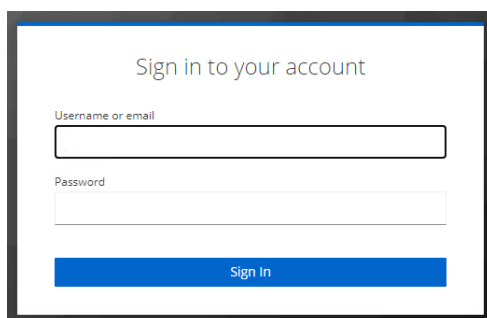 Sign in to your account
Username or email
Password
Sign In